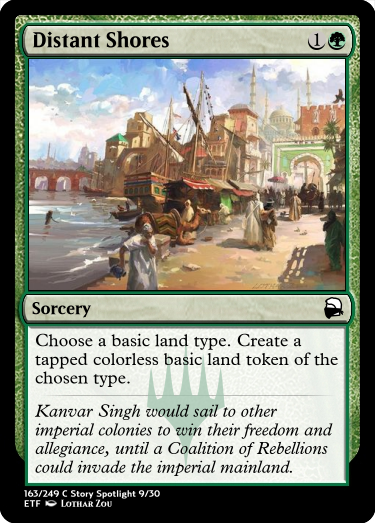 Distant Shores 1
Sorcery
Choose a basic land type. Create a
tapped colorless basic land token of the
chosen type.
Kanvar Singh would sail to other
imperial colonies to win their freedom and
allegiance, until a Coalition of Rebellions
could invade the imperial mainland.
163/249 C Story Spotlight 9/30
ETF Lothar Zou